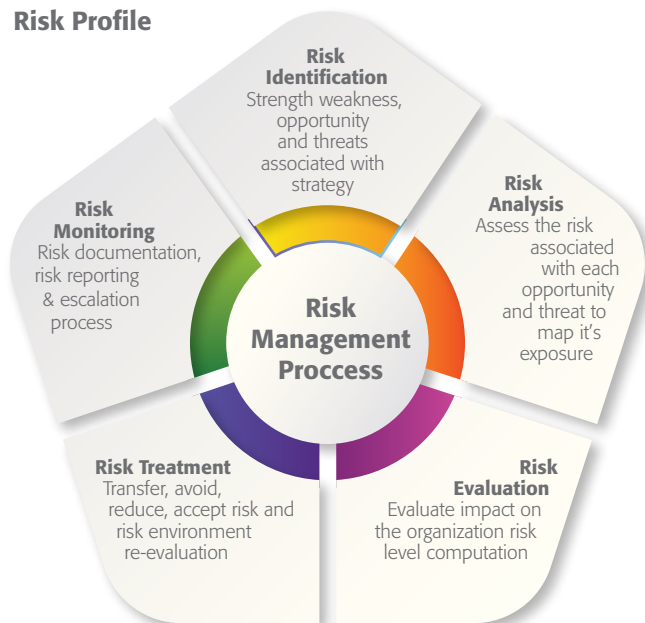 Risk Profile
Risk
Identification
Strength weakness,
opportunity
and threats
associated with
strategy
Risk
Analysis
Assess the risk
associated
with each
opportunity
and threat to
map it's
exposure
Risk
Evaluation
Evaluate impact on
the organization risk
level computation
Risk Treatment
Transfer, avoid,
reduce, accept risk and
risk environment
re-evaluation
Risk
Monitoring
Risk documentation,
risk reporting
& escalation
process
Risk
Management
Proccess